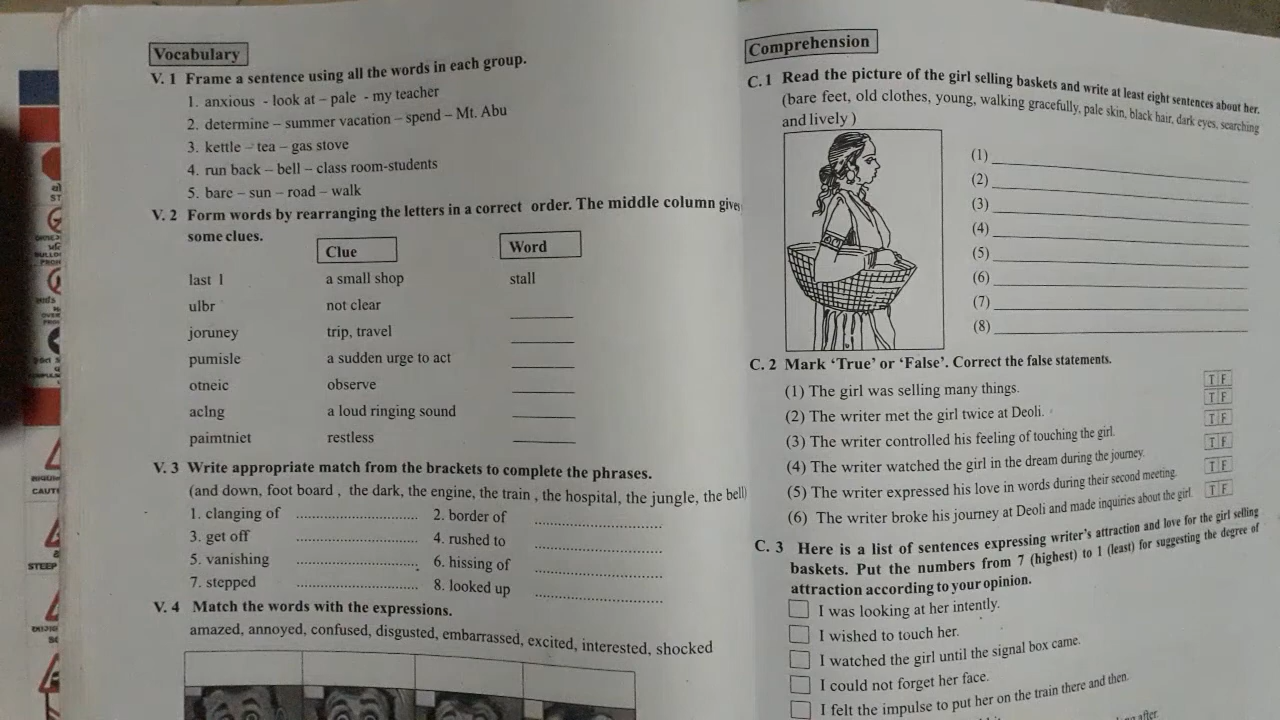 Vocabulary
V. 1 Frame a sentence using all the words in each group.
1. anxious - look at – pale - my teacher
2. determine – summer vacation – spend – Mt. Abu
3. kettle – tea – gas stove
4. run back – bell – class room-students
5. bare – sun – road – walk
V. 2 Form words by rearranging the letters in a correct order. The middle column gives
some clues.
Clue Word
last 1 a small shop stall
ulbr not clear
joruney trip, travel
pumisle a sudden urge to act
otneic observe
aclng a loud ringing sound
paimtniet restless
V. 3 Write appropriate match from the brackets to complete the phrases.
(and down, foot board , the dark, the engine, the train , the hospital, the jungle, the bell)
1. clanging of 2. border of
3. get off 4. rushed to
5. vanishing 6. hissing of
7. stepped 8. looked up
V. 4 Match the words with the expressions.
amazed, annoyed, confused, disgusted, embarrassed, excited, interested, shocked
Comprehension
C. 1 Read the picture of the girl selling baskets and write at least eight sentences about her.
(bare feet, old clothes, young, walking gracefully, pale skin, black hair, dark eyes, searching
and lively )
(1)
(2)
(3)
(4)
(5)
(6)
(7)
(8)
C. 2 Mark ‘True’ or ‘False’. Correct the false statements.
(1) The girl was selling many things. T F
(2) The writer met the girl twice at Deoli. T F
(3) The writer controlled his feeling of touching the girl. T F
(4) The writer watched the girl in the dream during the journey. T F
(5) The writer expressed his love in words during their second meeting. T F
(6) The writer broke his journey at Deoli and made inquiries about the girl. T F
C. 3 Here is a list of sentences expressing writer's attraction and love for the girl selling
baskets. Put the numbers from 7 (highest) to 1 (least) for suggesting the degree of
attraction according to your opinion.
I was looking at her intently.
I wished to touch her.
I watched the girl until the signal box came.
I could not forget her face.
I felt the impulse to put her on the train there and then.
after.
STEEP